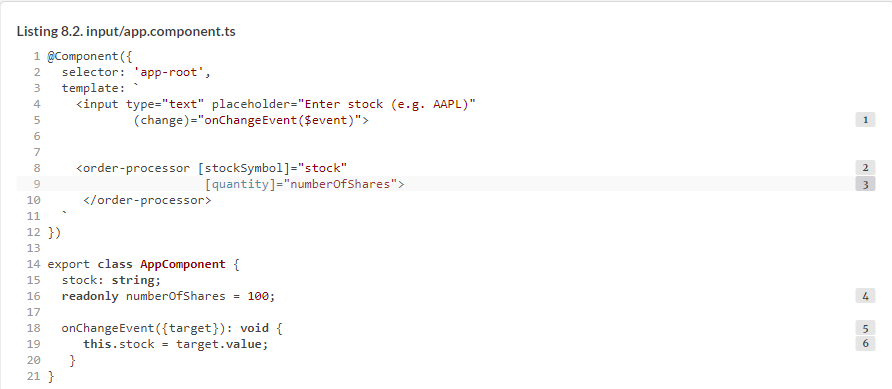 Listing 8.2. input/app.component.ts
1 @Component({
2   selector: 'app-root',
3   template: `
4     <input type="text" placeholder="Enter stock (e.g. AAPL)"
5             (change)="onChangeEvent($event)"> 1
6
7
8     <order-processor [stockSymbol]="stock" 2
9                       [quantity]="numberOfShares"> 3
10      </order-processor>
11   `
12 })
13
14 export class AppComponent {
15   stock: string;
16   readonly numberOfShares = 100; 4
17
18   onChangeEvent({target}): void { 5
19      this.stock = target.value; 6
20    }
21 }